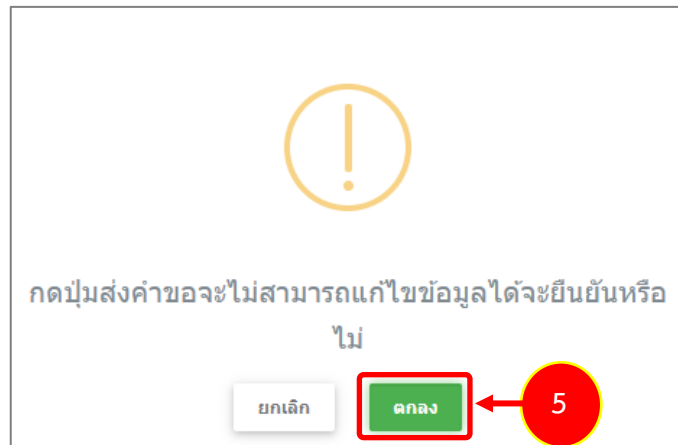 กดปุ่มส่งคำขอจะไม่สามารถแก้ไขข้อมูลได้จะยืนยันหรือ
ไม่
ยกเลิก ตกลง 5